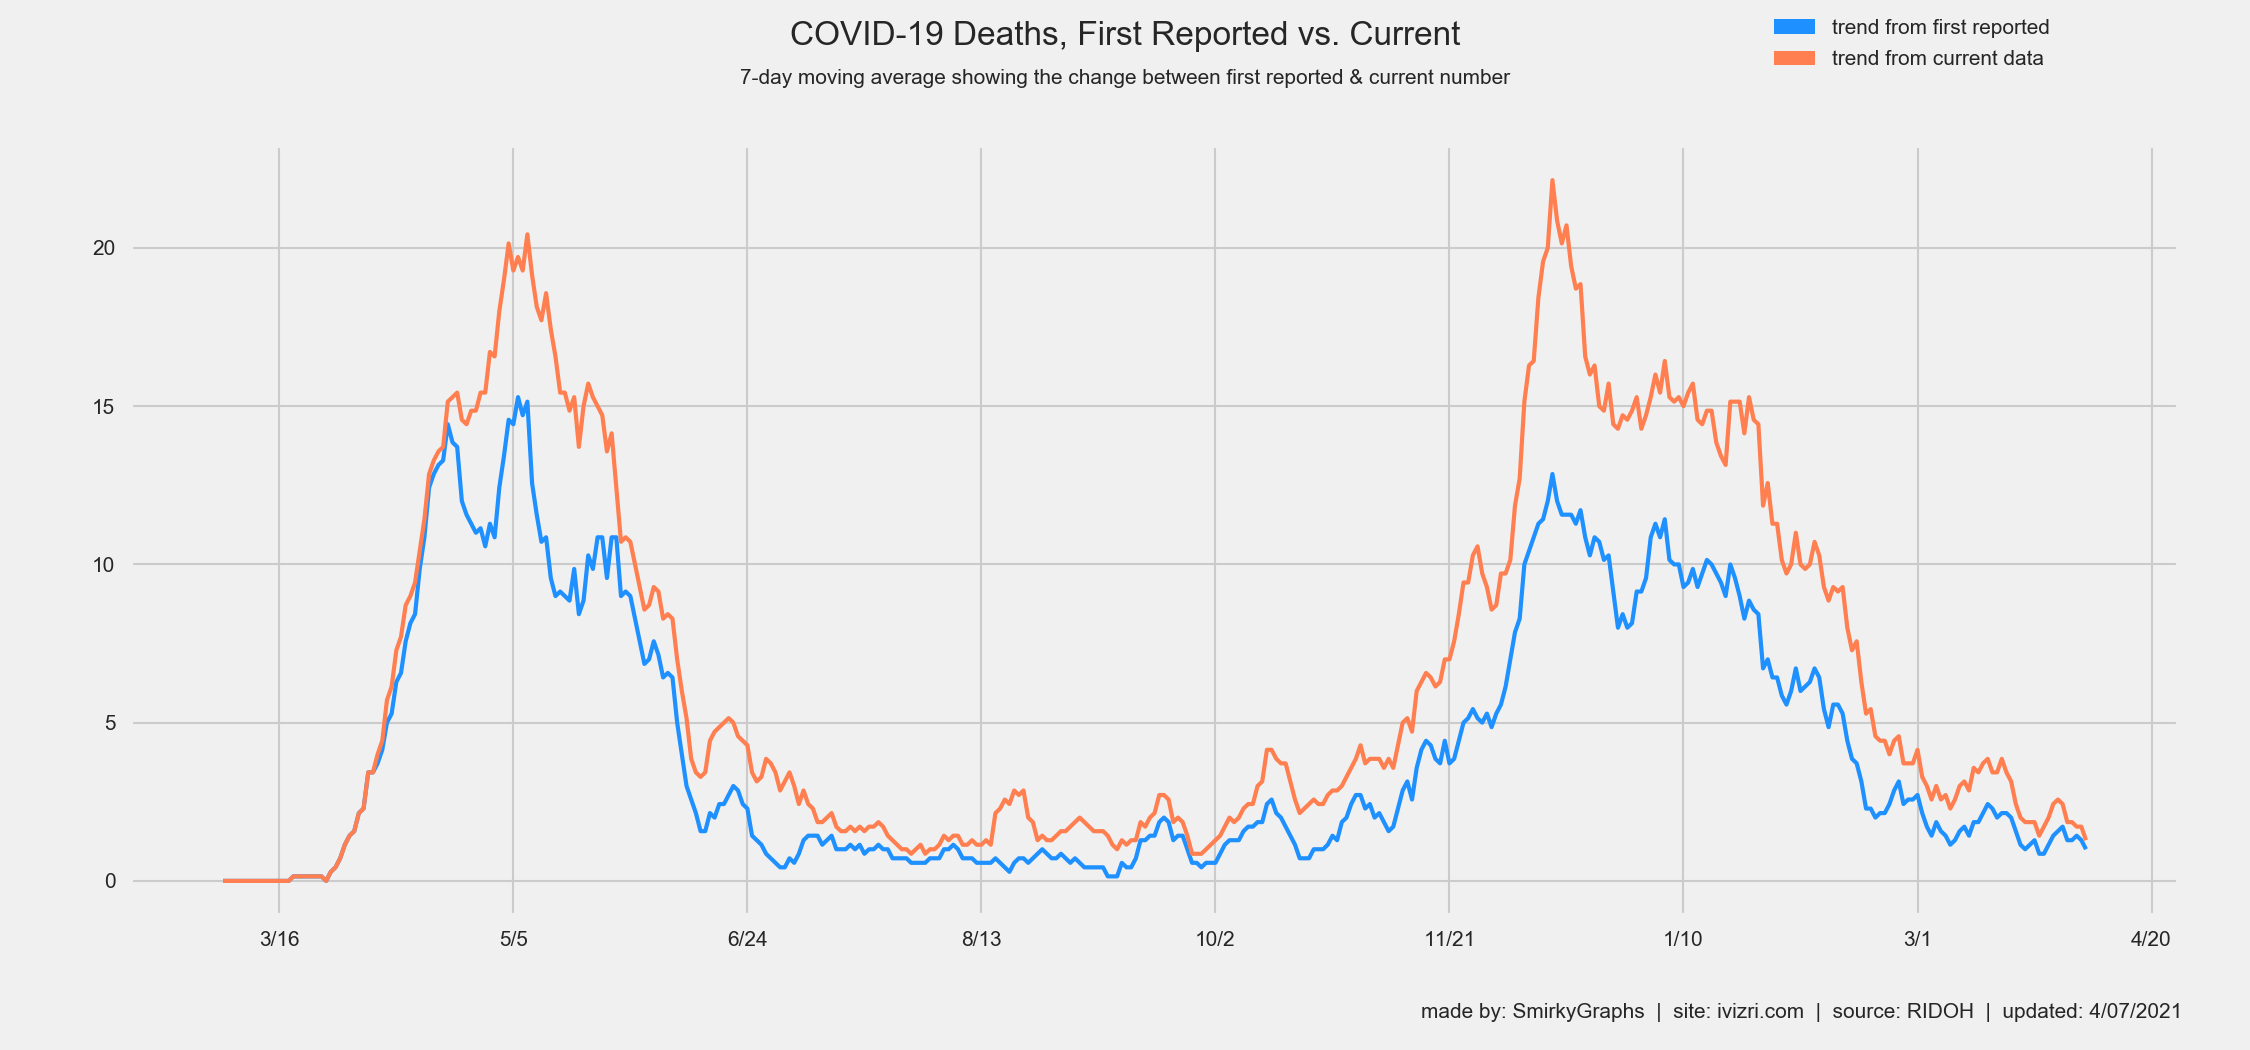 COVID-19 Deaths, First Reported vs. Current
7-day moving average showing the change between first reported & current number
trend from first reported
trend from current data
20
15
10
5
0
3/16 5/5 6/24 8/13 10/2 11/21 1/10 3/1 4/20
made by: SmirkyGraphs | site: ivizri.com | source: RIDOH | updated: 4/07/2021